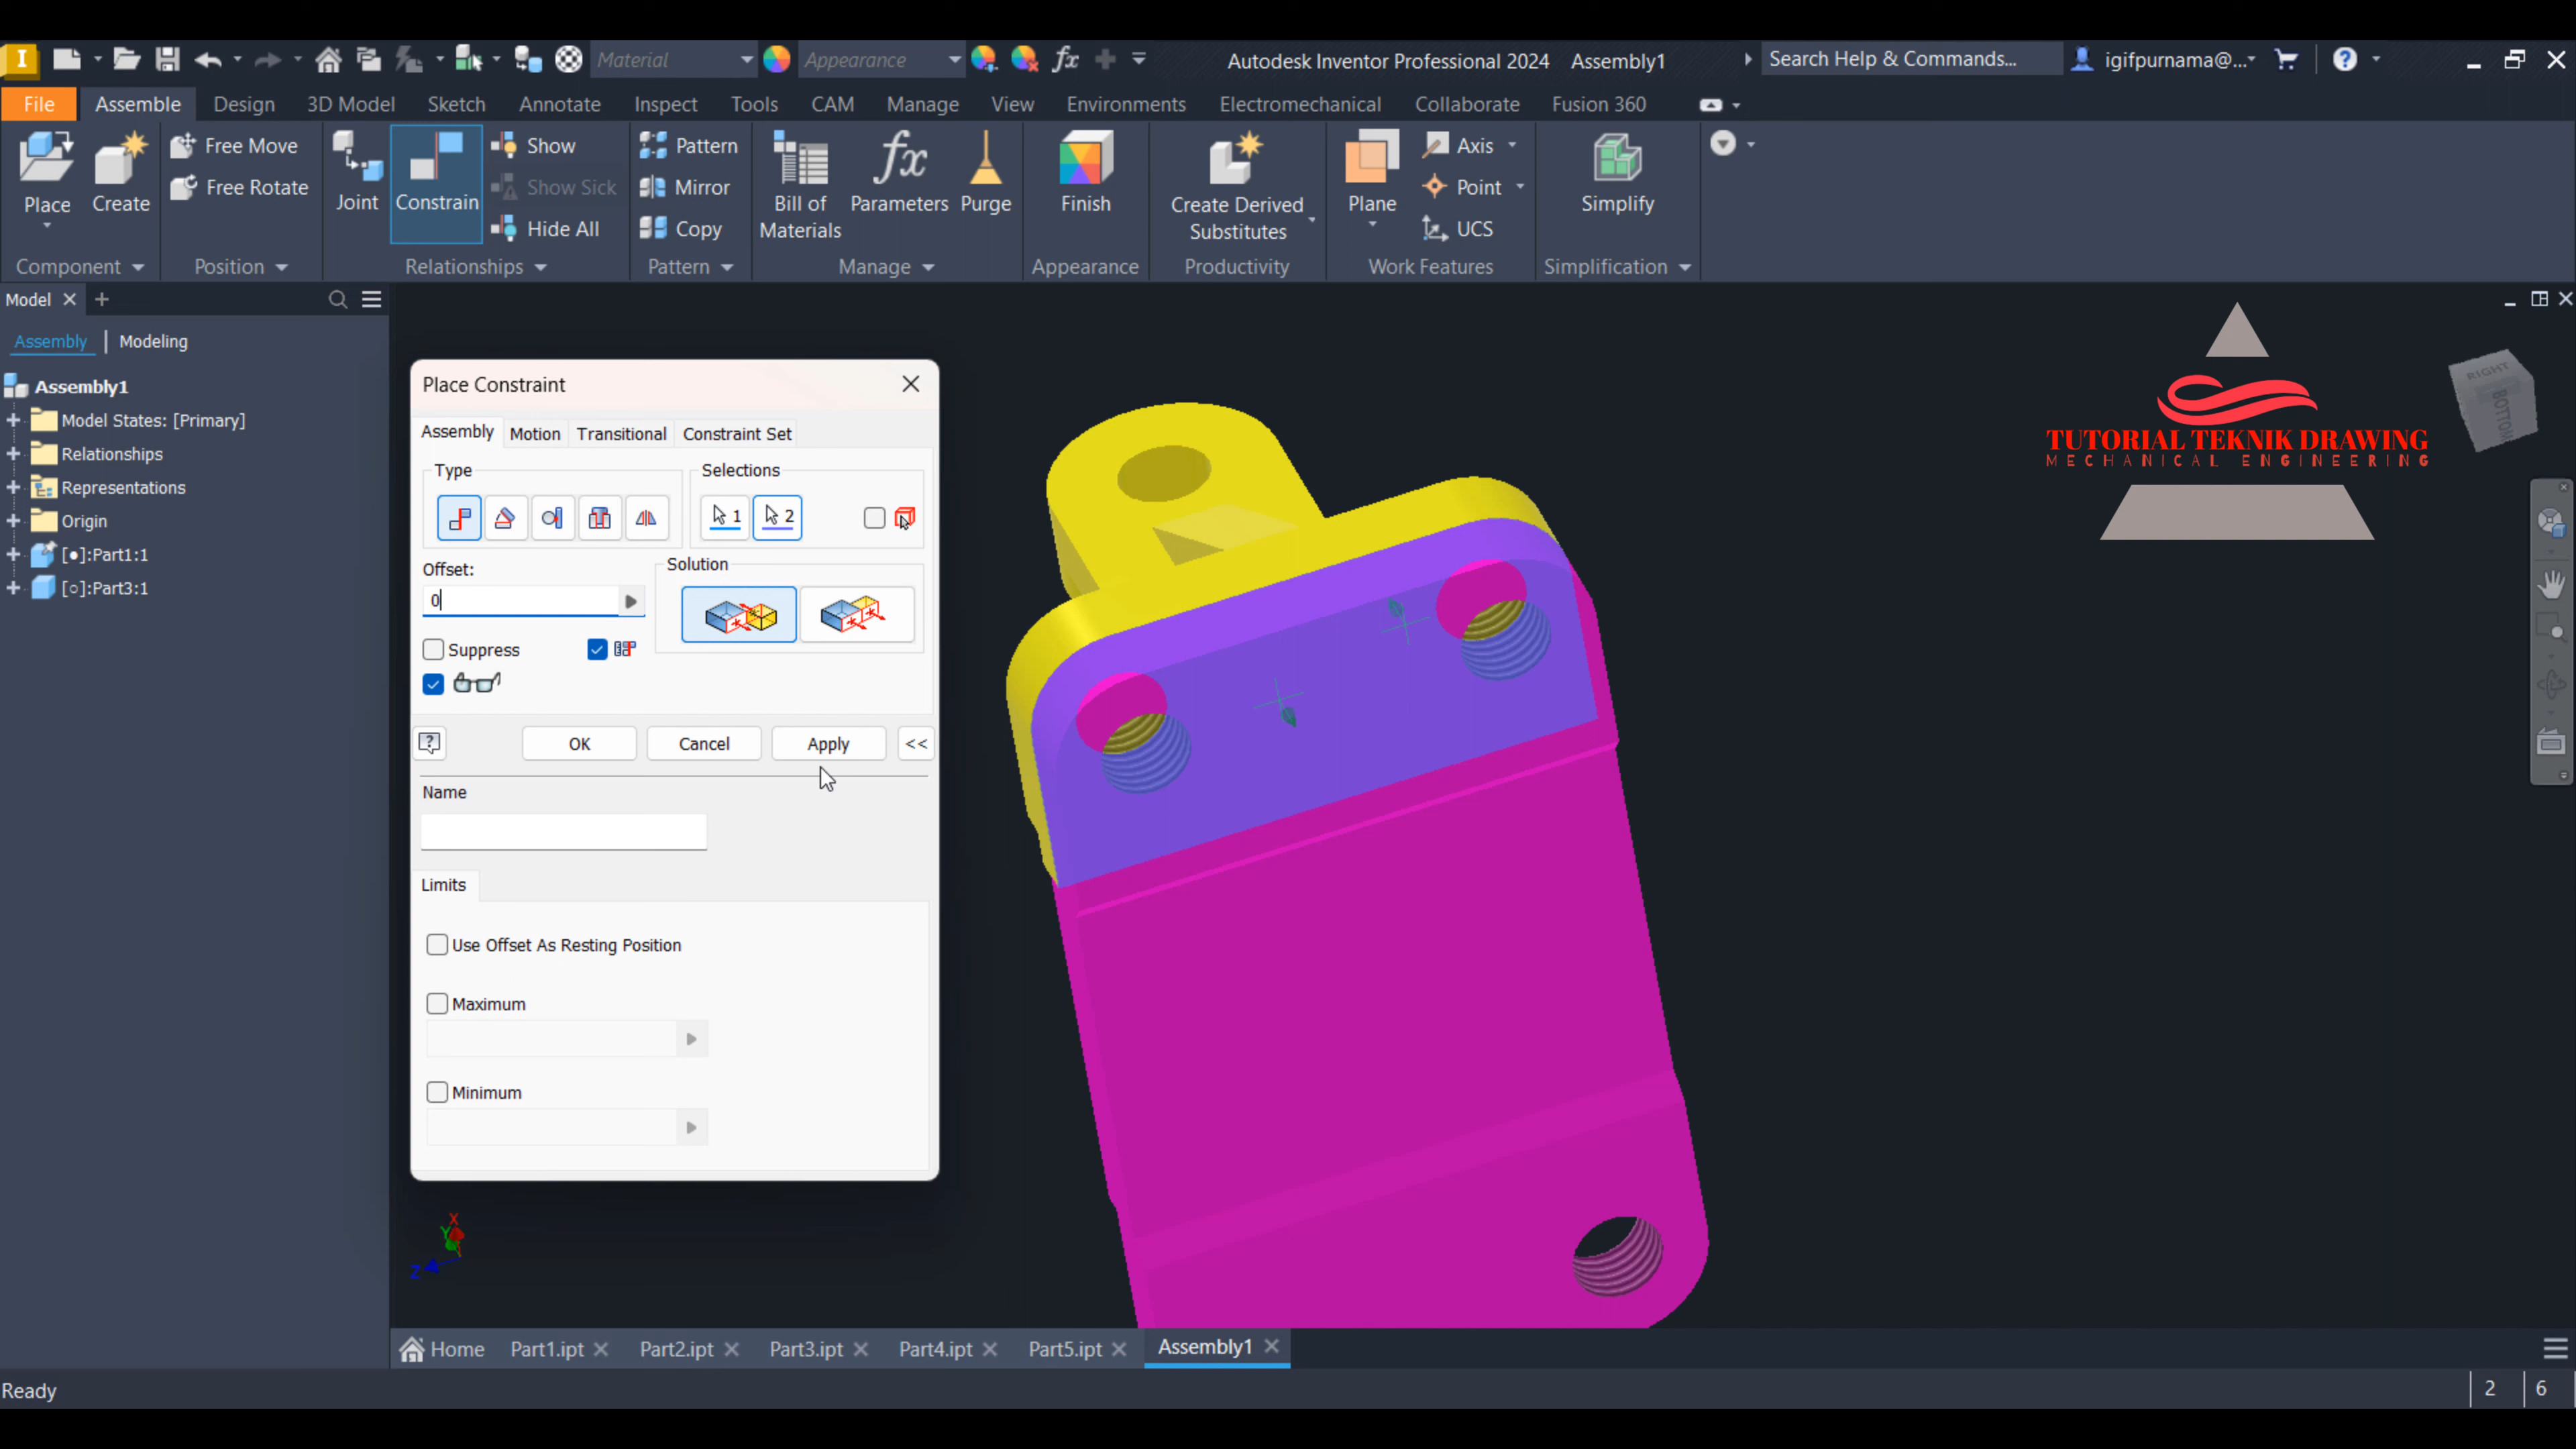 Material
Appearance
fx
Autodesk Inventor Professional 2024 Assembly1
Search Help & Commands...
igifpurnama@...
File Assemble Design 3D Model Sketch Annotate Inspect Tools CAM Manage View Environments Electromechanical Collaborate Fusion 360
Place
Create
Free Move
Free Rotate
Joint
Constrain
Show
Show Sick
Hide All
Pattern
Mirror
Copy
Bill of
Materials
fx
Parameters
Purge
Finish
Create Derived
Substitutes
Plane
Axis
Point
UCS
Simplify
Component Position Relationships Pattern Manage Appearance Productivity Work Features Simplification
Model
Assembly | Modeling
Assembly1
Model States: [Primary]
Relationships
Representations
Origin
[●]:Part1:1
[○]:Part3:1
Place Constraint
Assembly Motion Transitional Constraint Set
Type
Selections
1
2
Offset:
0
Solution
Suppress
OK Cancel Apply <<
Name
Limits
Use Offset As Resting Position
Maximum
Minimum
TUTORIAL TEKNIK DRAWING
MECHANICAL ENGINEERING
RIGHT
BOTTOM
X
Y
Z
Home Part1.ipt Part2.ipt Part3.ipt Part4.ipt Part5.ipt Assembly1
Ready
2 6